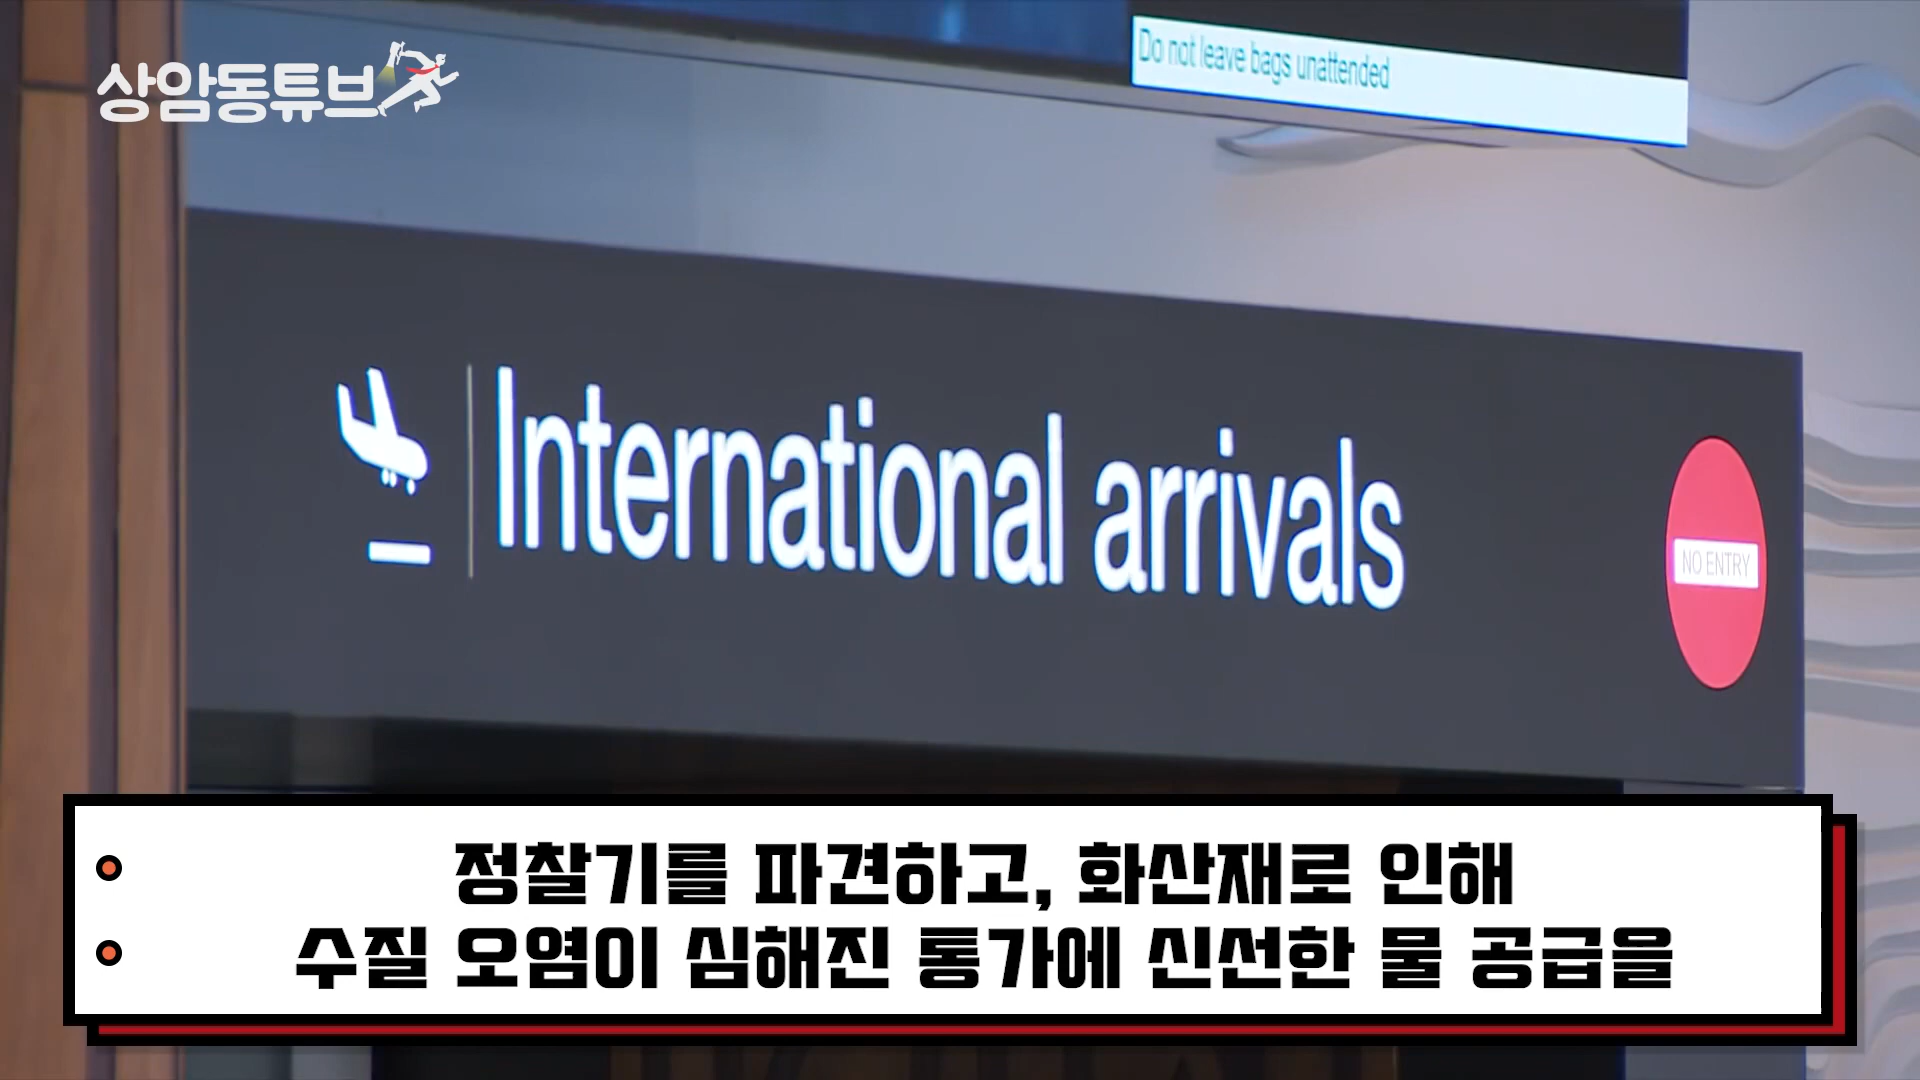 상암동튜브
Do not leave bags unattended
International arrivals
NO ENTRY
정찰기를 파견하고, 화산재로 인해
수질 오염이 심해진 통가에 신선한 물 공급을